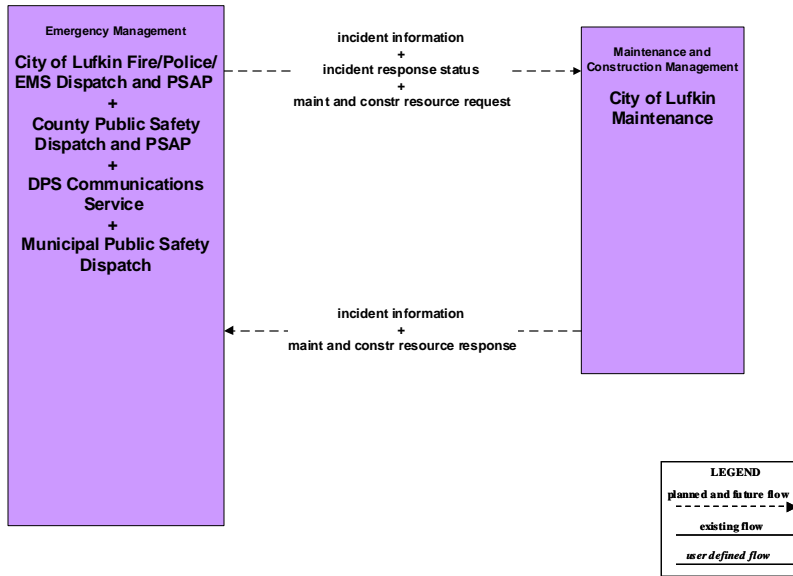 Emergency Management
City of Lufkin Fire/Police/
EMS Dispatch and PSAP
+
County Public Safety
Dispatch and PSAP
+
DPS Communications
Service
+
Municipal Public Safety
Dispatch
incident information
+
incident response status
+
maint and constr resource request
Maintenance and
Construction Management
City of Lufkin
Maintenance
incident information
+
maint and constr resource response
LEGEND
planned and future flow
existing flow
user defined flow